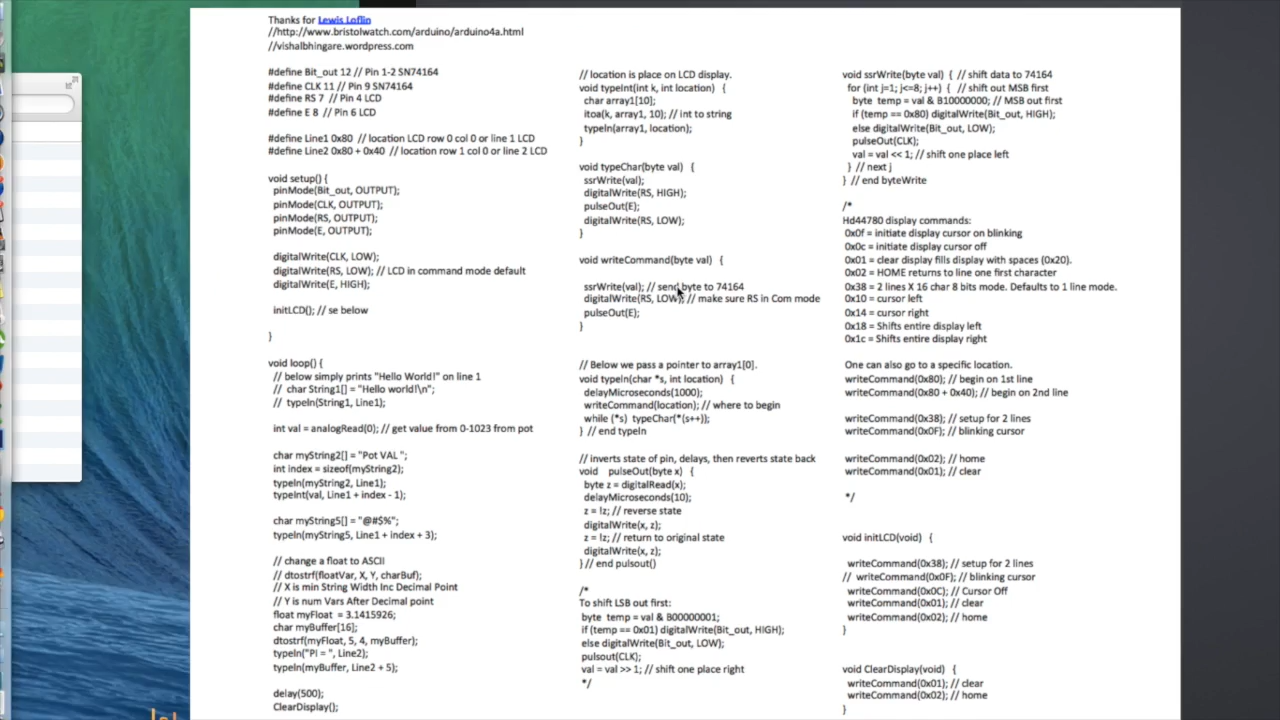 Thanks for Lewis Loflin
//http://www.bristolwatch.com/arduino/arduino4a.html
//vishalbhingare.wordpress.com
#define Bit_out 12 // Pin 1-2 SN74164
#define CLK 11 // Pin 9 SN74164
#define RS 7  // Pin 4 LCD
#define E 8  // Pin 6 LCD
#define Line1 0x80  // location LCD row 0 col 0 or line 1 LCD
#define Line2 0x80 + 0x40  // location row 1 col 0 or line 2 LCD
void setup() {
pinMode(Bit_out, OUTPUT);
pinMode(CLK, OUTPUT);
pinMode(RS, OUTPUT);
pinMode(E, OUTPUT);
digitalWrite(CLK, LOW);
digitalWrite(RS, LOW); // LCD in command mode default
digitalWrite(E, HIGH);
initLCD(); // se below
}
void loop() {
// below simply prints "Hello World!" on line 1
//  char String1[] = "Hello world!\n";
//  typeln(String1, Line1);
int val = analogRead(0); // get value from 0-1023 from pot
char myString2[] = "Pot VAL ";
int index = sizeof(myString2);
typeln(myString2, Line1);
typeInt(val, Line1 + index - 1);
char myString5[] = "@#$%";
typeln(myString5, Line1 + index + 3);
// change a float to ASCII
// dtostrf(floatVar, X, Y, charBuf);
// X is min String Width Inc Decimal Point
// Y is num Vars After Decimal point
float myFloat  = 3.1415926;
char myBuffer[16];
dtostrf(myFloat, 5, 4, myBuffer);
typeln("PI = ", Line2);
typeln(myBuffer, Line2 + 5);
delay(500);
ClearDisplay();
// location is place on LCD display.
void typeInt(int k, int location)  {
char array1[10];
itoa(k, array1, 10); // int to string
typeln(array1, location);
}
void typeChar(byte val)  {
ssrWrite(val);
digitalWrite(RS, HIGH);
pulseOut(E);
digitalWrite(RS, LOW);
}
void writeCommand(byte val)  {
ssrWrite(val); // send byte to 74164
digitalWrite(RS, LOW); // make sure RS in Com mode
pulseOut(E);
}
// Below we pass a pointer to array1[0].
void typeln(char *s, int location)  {
delayMicroseconds(1000);
writeCommand(location); // where to begin
while (*s)  typeChar(*(s++));
}  // end typeln
// inverts state of pin, delays, then reverts state back
void   pulseOut(byte x)  {
byte z = digitalRead(x);
delayMicroseconds(10);
z = !z; // reverse state
digitalWrite(x, z);
z = !z; // return to original state
digitalWrite(x, z);
} // end pulsout()
/*
To shift LSB out first:
byte  temp = val & B00000001;
if (temp == 0x01) digitalWrite(Bit_out, HIGH);
else digitalWrite(Bit_out, LOW);
pulsout(CLK);
val = val >> 1; // shift one place right
*/
void ssrWrite(byte val)  {  // shift data to 74164
for (int j=1; j<=8; j++)  {  // shift out MSB first
byte  temp = val & B10000000; // MSB out first
if (temp == 0x80) digitalWrite(Bit_out, HIGH);
else digitalWrite(Bit_out, LOW);
pulseOut(CLK);
val = val << 1; // shift one place left
}  // next j
}  // end byteWrite
/*
Hd44780 display commands:
0x0f = initiate display cursor on blinking
0x0c = initiate display cursor off
0x01 = clear display fills display with spaces (0x20).
0x02 = HOME returns to line one first character
0x38 = 2 lines X 16 char 8 bits mode. Defaults to 1 line mode.
0x10 = cursor left
0x14 = cursor right
0x18 = Shifts entire display left
0x1c = Shifts entire display right
One can also go to a specific location.
writeCommand(0x80); // begin on 1st line
writeCommand(0x80 + 0x40); // begin on 2nd line
writeCommand(0x38); // setup for 2 lines
writeCommand(0x0F); // blinking cursor
writeCommand(0x02); // home
writeCommand(0x01); // clear
*/
void initLCD(void)  {
writeCommand(0x38); // setup for 2 lines
//  writeCommand(0x0F); // blinking cursor
writeCommand(0x0C); // Cursor Off
writeCommand(0x01); // clear
writeCommand(0x02); // home
}
void ClearDisplay(void)  {
writeCommand(0x01); // clear
writeCommand(0x02); // home
}